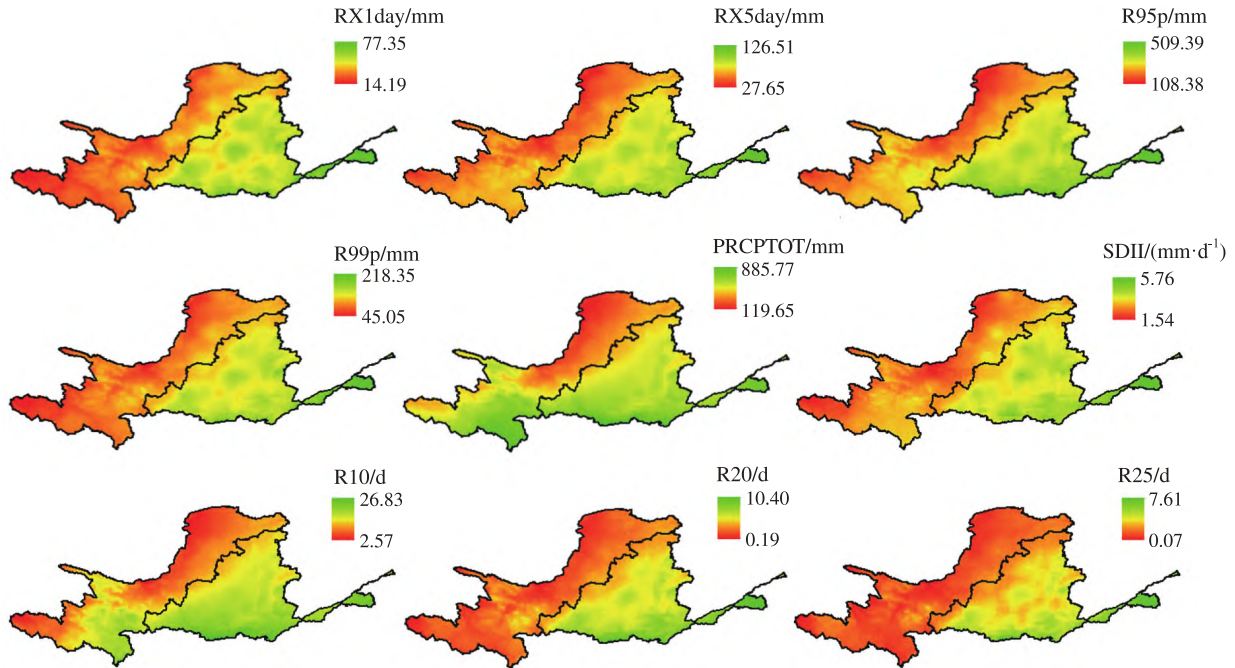 RX1day/mm
77.35
14.19
RX5day/mm
126.51
27.65
R95p/mm
509.39
108.38
R99p/mm
218.35
45.05
PRCPTOT/mm
885.77
119.65
SDII/(mm·d⁻¹)
5.76
1.54
R10/d
26.83
2.57
R20/d
10.40
0.19
R25/d
7.61
0.07